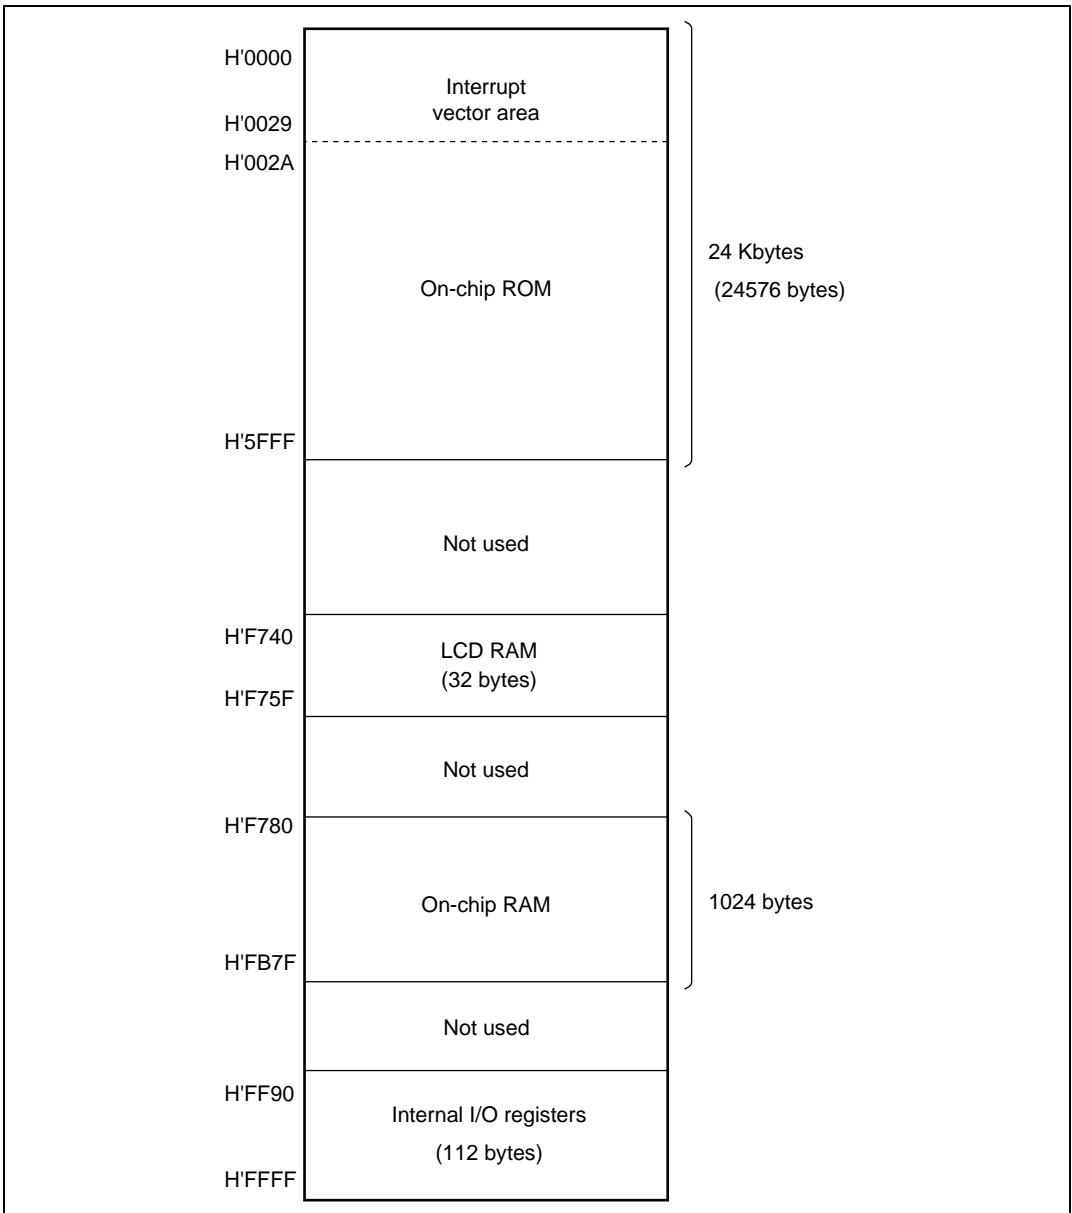 H'0000
Interrupt
vector area
H'0029
H'002A
24 Kbytes
(24576 bytes)
On-chip ROM
H'5FFF
Not used
H'F740
LCD RAM
(32 bytes)
H'F75F
Not used
H'F780
On-chip RAM
1024 bytes
H'FB7F
Not used
H'FF90
Internal I/O registers
(112 bytes)
H'FFFF